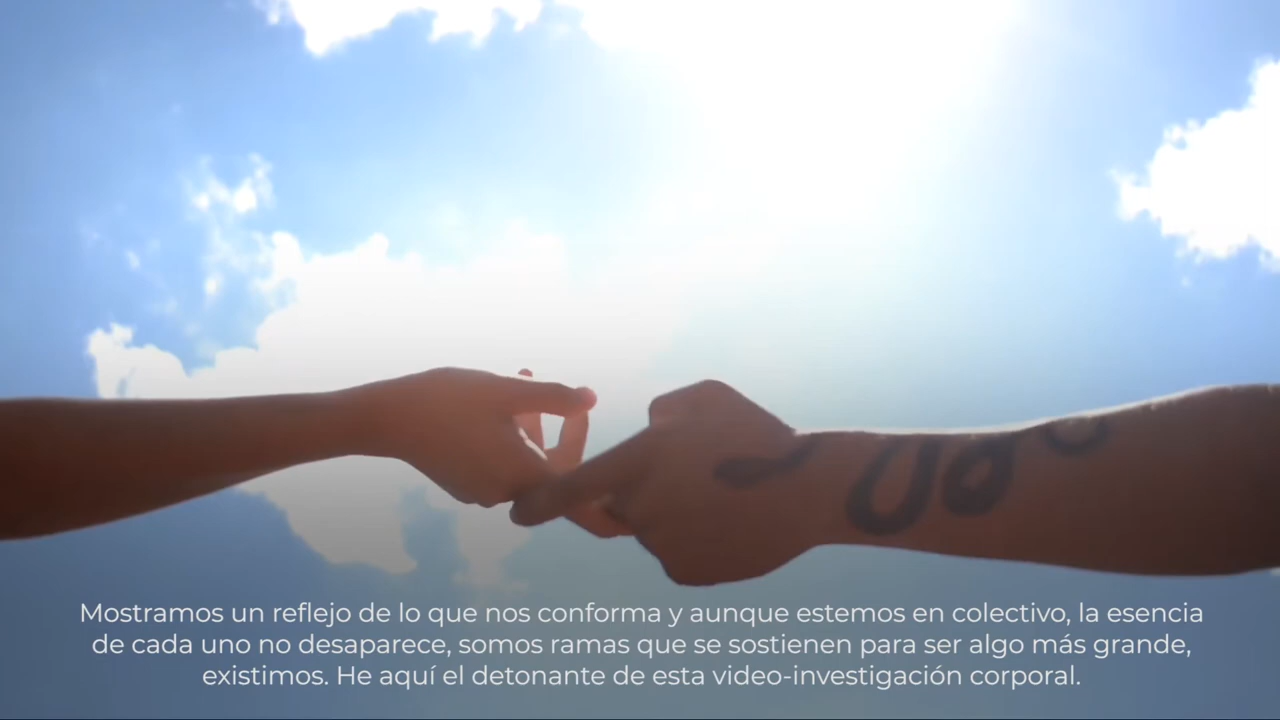 Mostramos un reflejo de lo que nos conforma y aunque estemos en colectivo, la esencia
de cada uno no desaparece, somos ramas que se sostienen para ser algo más grande,
existimos. He aquí el detonante de esta video-investigación corporal.